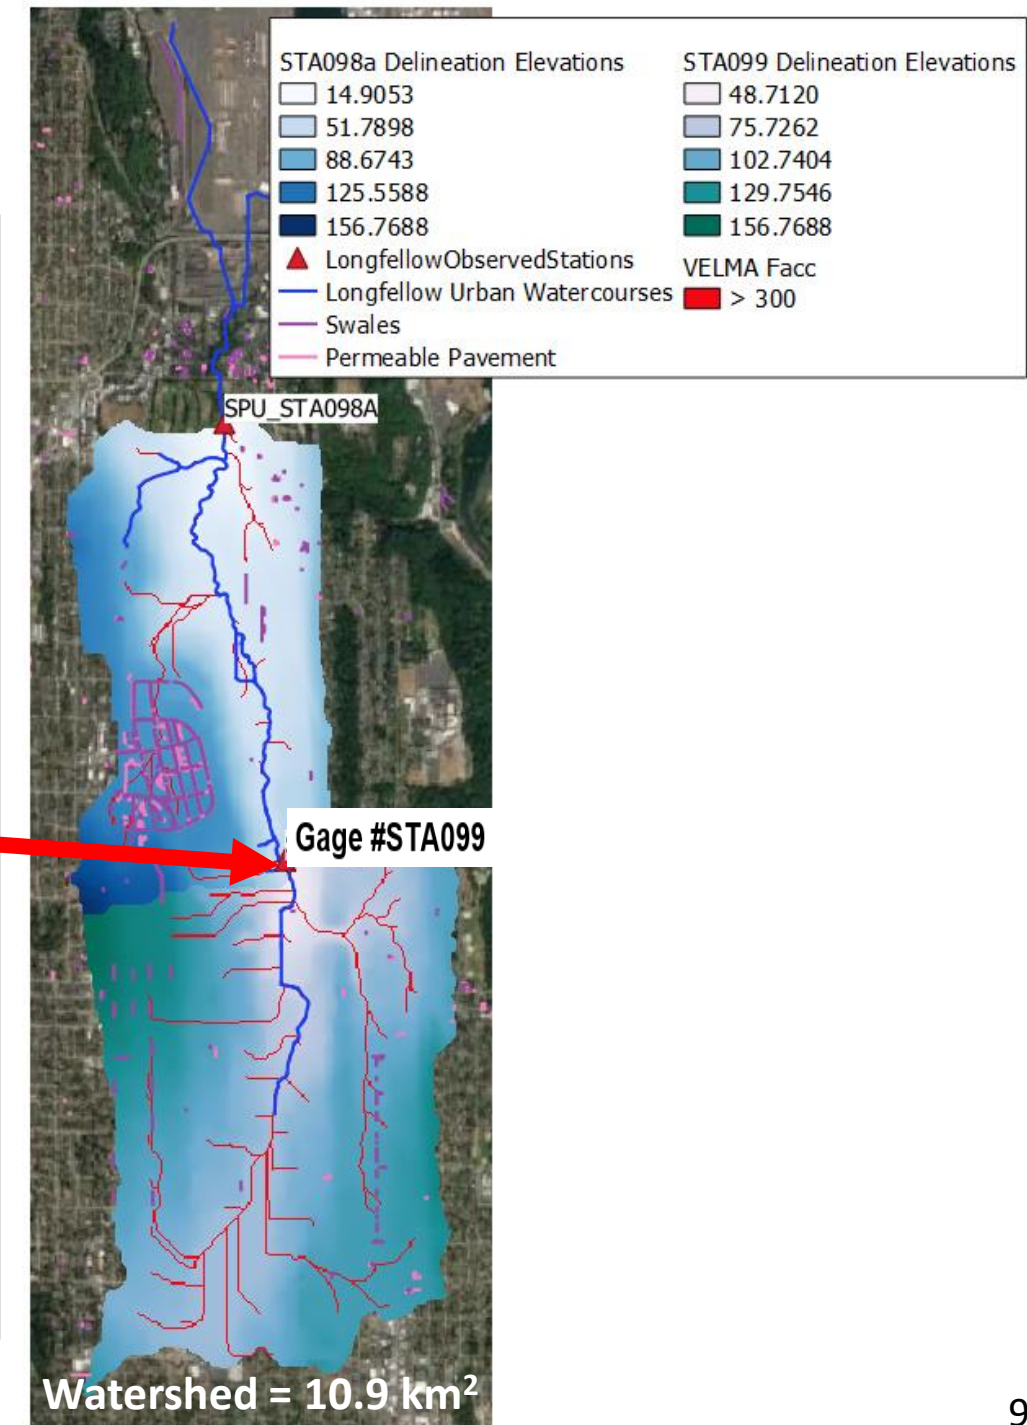 STA098a Delineation Elevations
14.9053
51.7898
88.6743
125.5588
156.7688
LongfellowObservedStations
Longfellow Urban Watercourses
Swales
Permeable Pavement
STA099 Delineation Elevations
48.7120
75.7262
102.7404
129.7546
156.7688
VELMA Facc
> 300
SPU_STA098A
Gage #STA099
Watershed = 10.9 km²
9